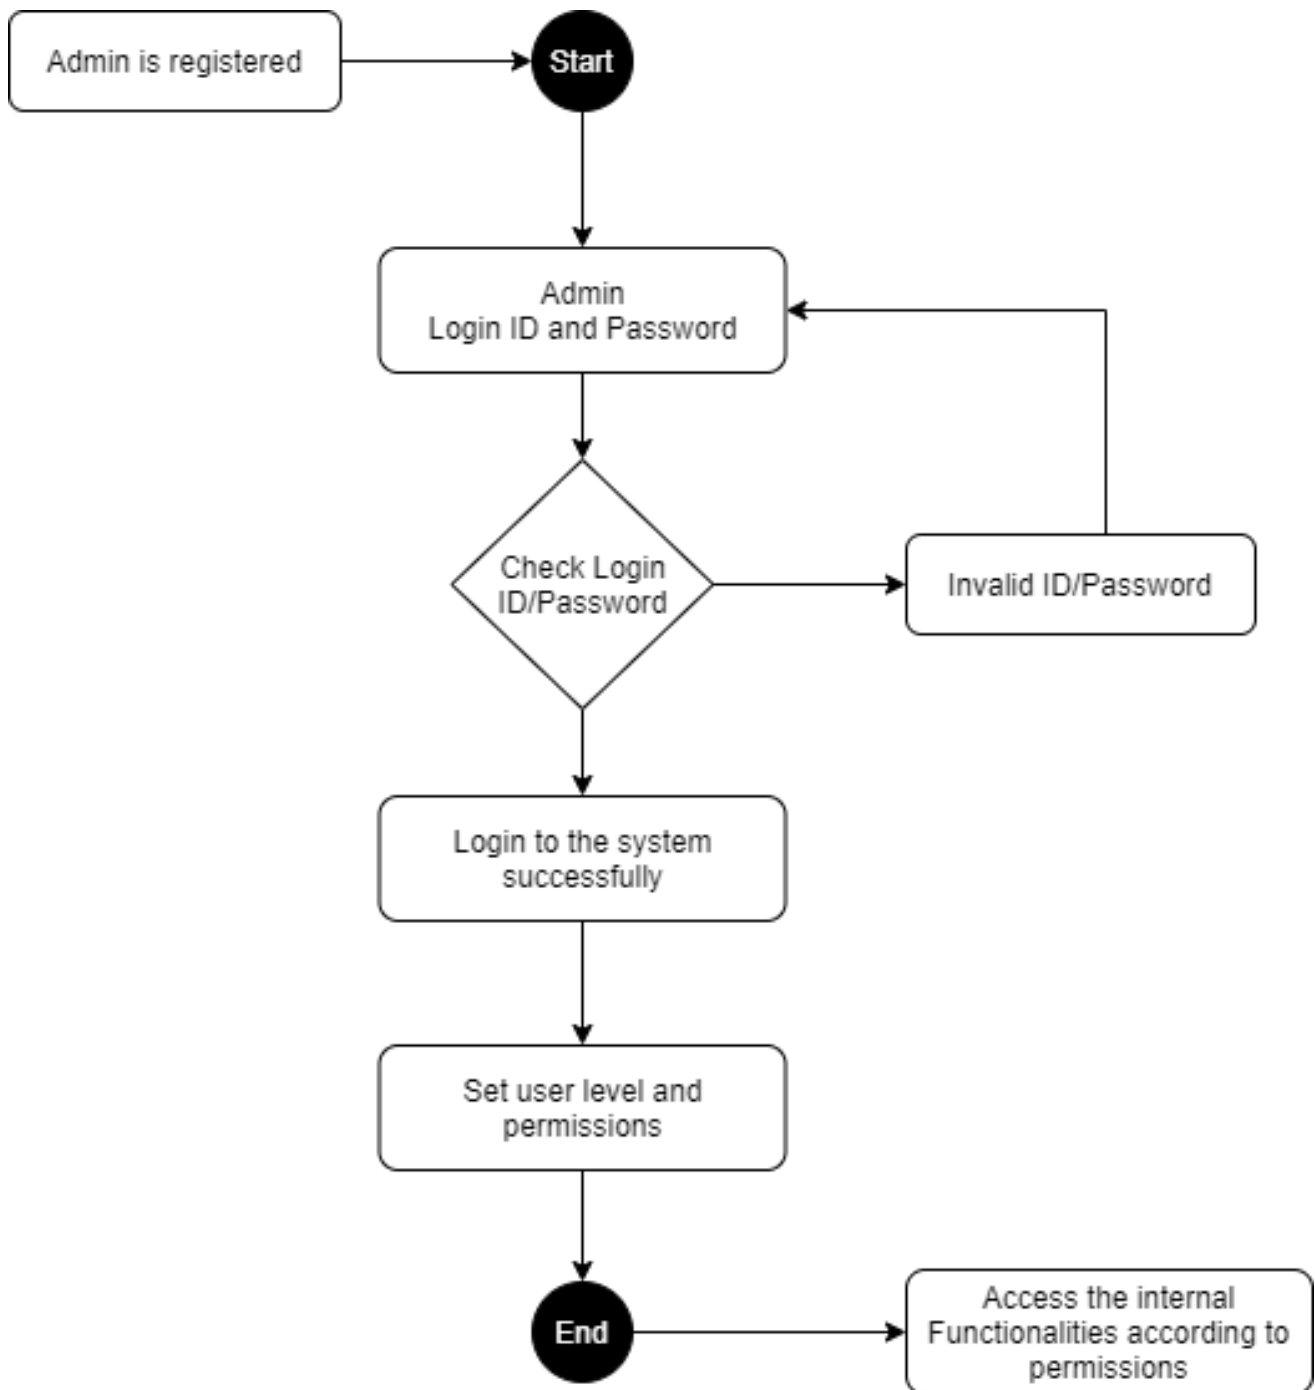 Admin is registered
Start
Admin
Login ID and Password
Check Login
ID/Password
Invalid ID/Password
Login to the system
successfully
Set user level and
permissions
End
Access the internal
Functionalities according to
permissions